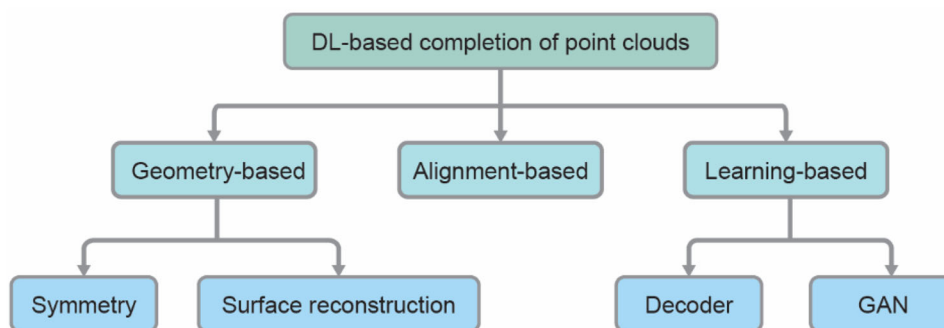 DL-based completion of point clouds
Geometry-based
Alignment-based
Learning-based
Symmetry
Surface reconstruction
Decoder
GAN